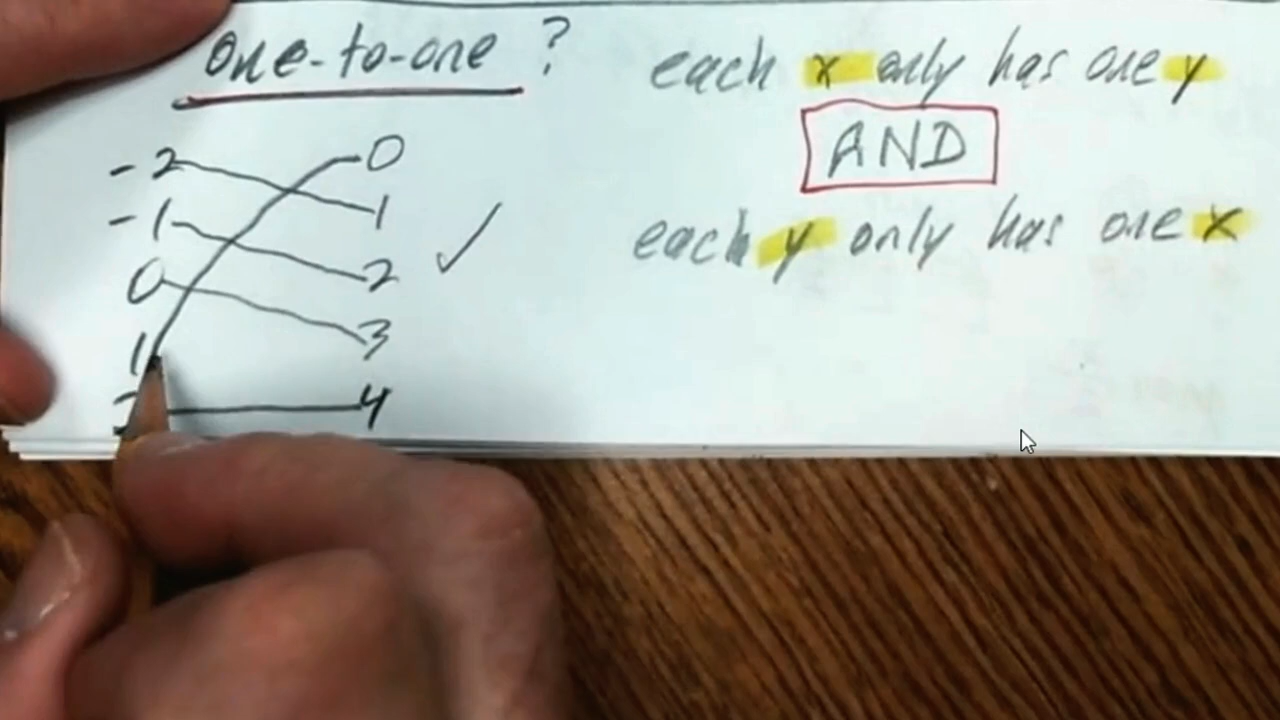 one-to-one ?
each x only has one y
AND
each y only has one x
-2 0
-1 1
0 2
1 3
4